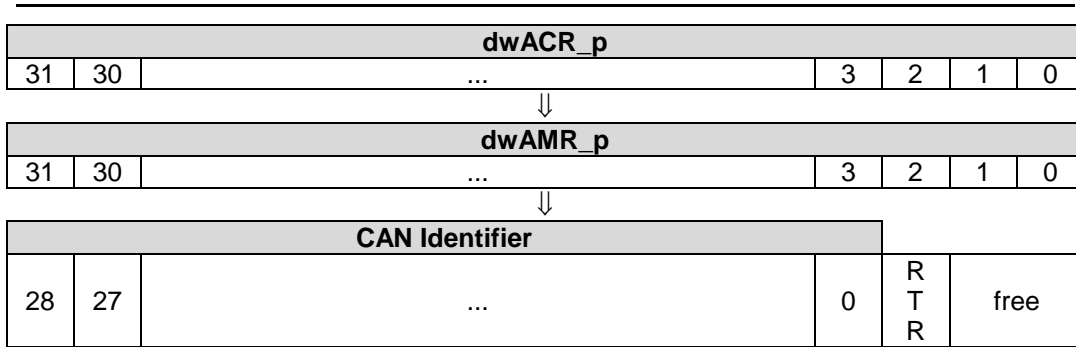 dwACR_p
31 30 ... 3 2 1 0
⇓
dwAMR_p
31 30 ... 3 2 1 0
⇓
CAN Identifier
28 27 ... 0 R T R free